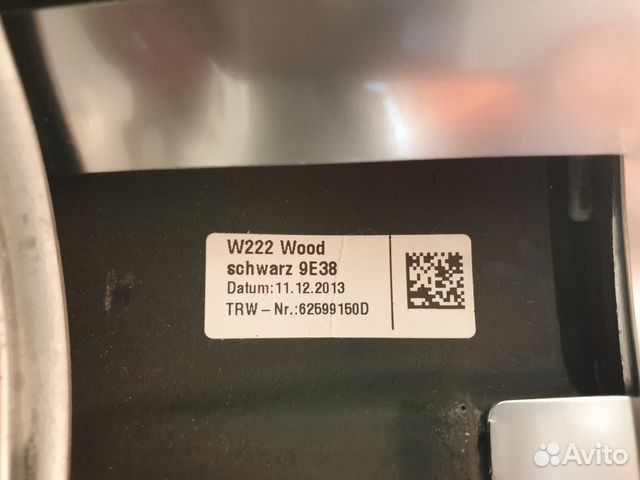 W222 Wood
schwarz 9E38
Datum:11.12.2013
TRW-Nr.:62599150D
Avito